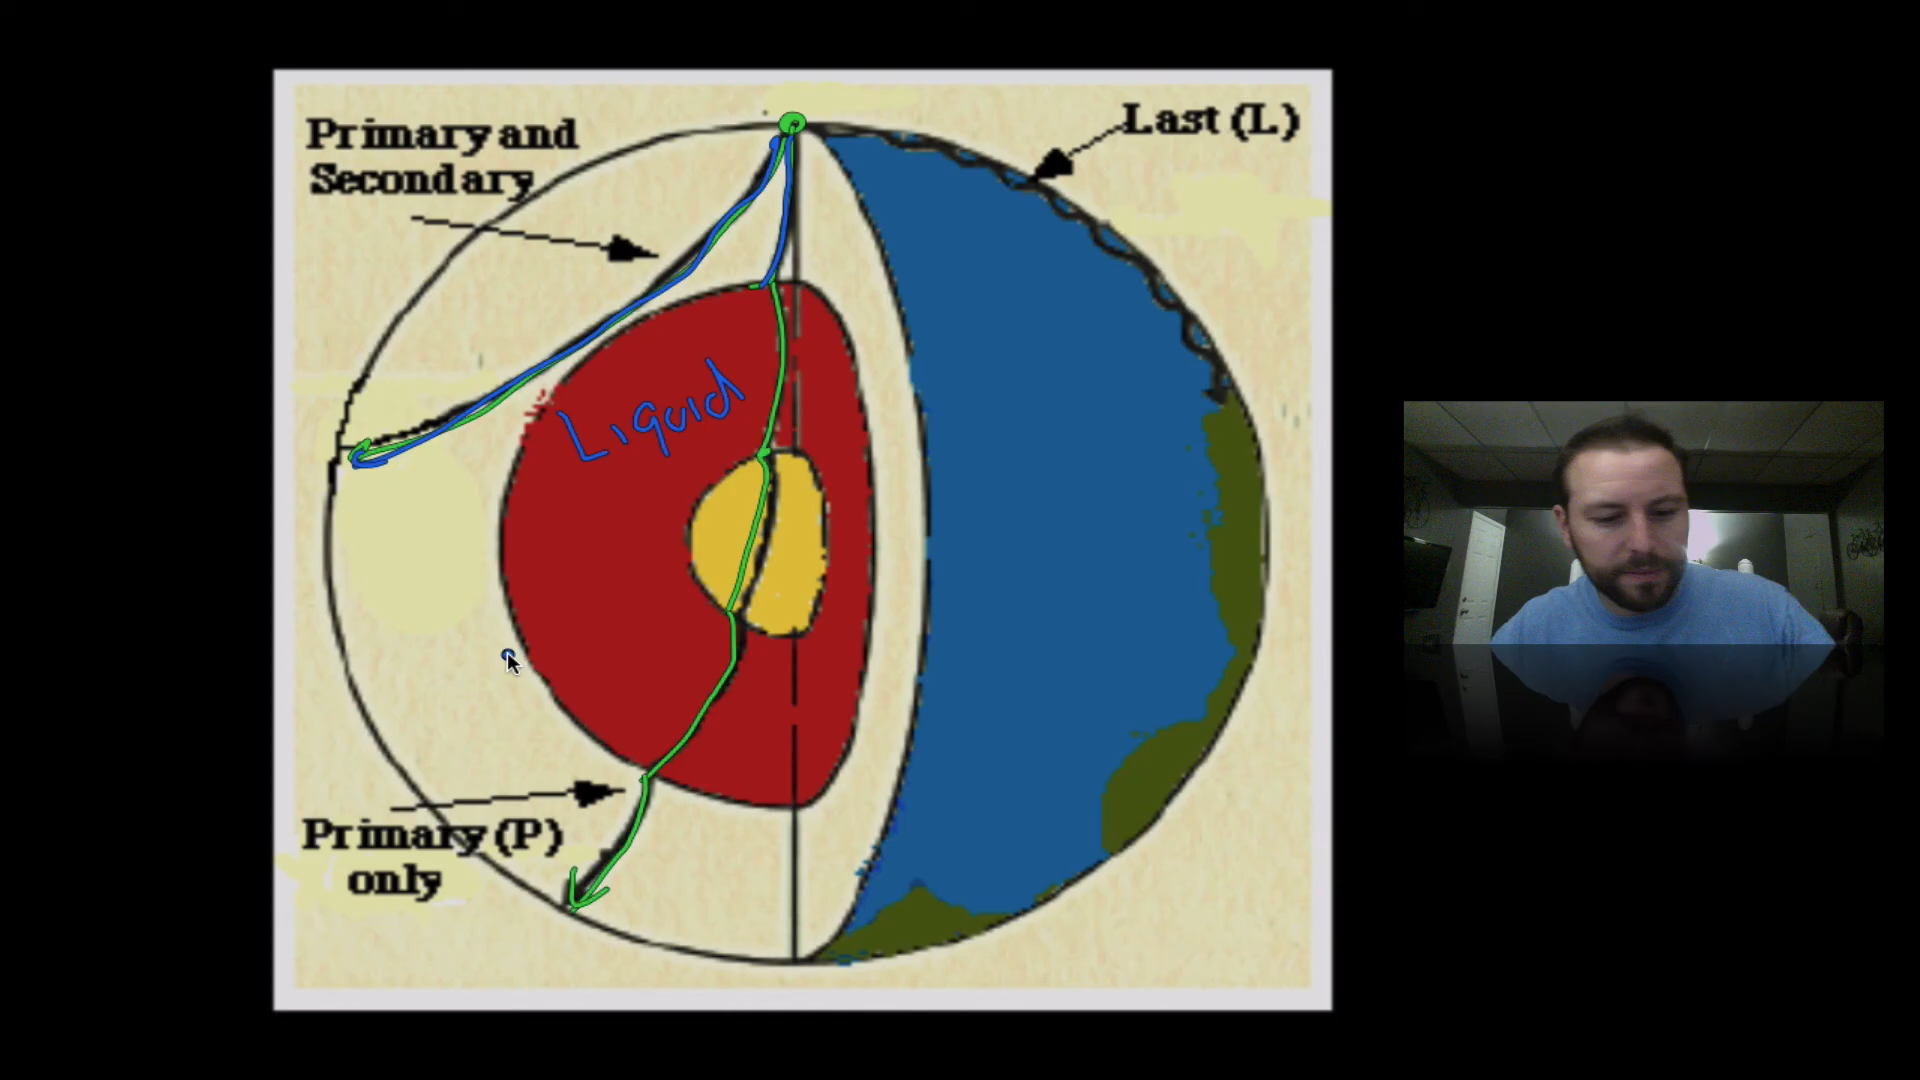 Primary and
Secondary
Last (L)
Liquid
Primary (P)
only